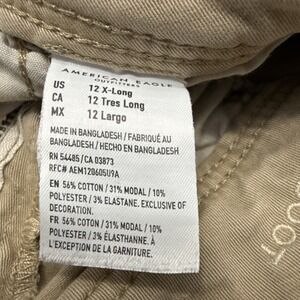 AMERICAN EAGLE
OUTFITTERS
US 12 X-Long
CA 12 Tres Long
MX 12 Largo
MADE IN BANGLADESH / FABRIQUÉ AU
BANGLADESH / HECHO EN BANGLADESH
RN 54485 / CA 03873
RFC# AEM120605U9A
EN 56% COTTON / 31% MODAL / 10%
POLYESTER / 3% ELASTANE. EXCLUSIVE OF
DECORATION.
FR 56% COTON / 31% MODAL / 10%
POLYESTER / 3% ÉLASTHANNE. À
L'EXCEPTION DE LA GARNITURE.